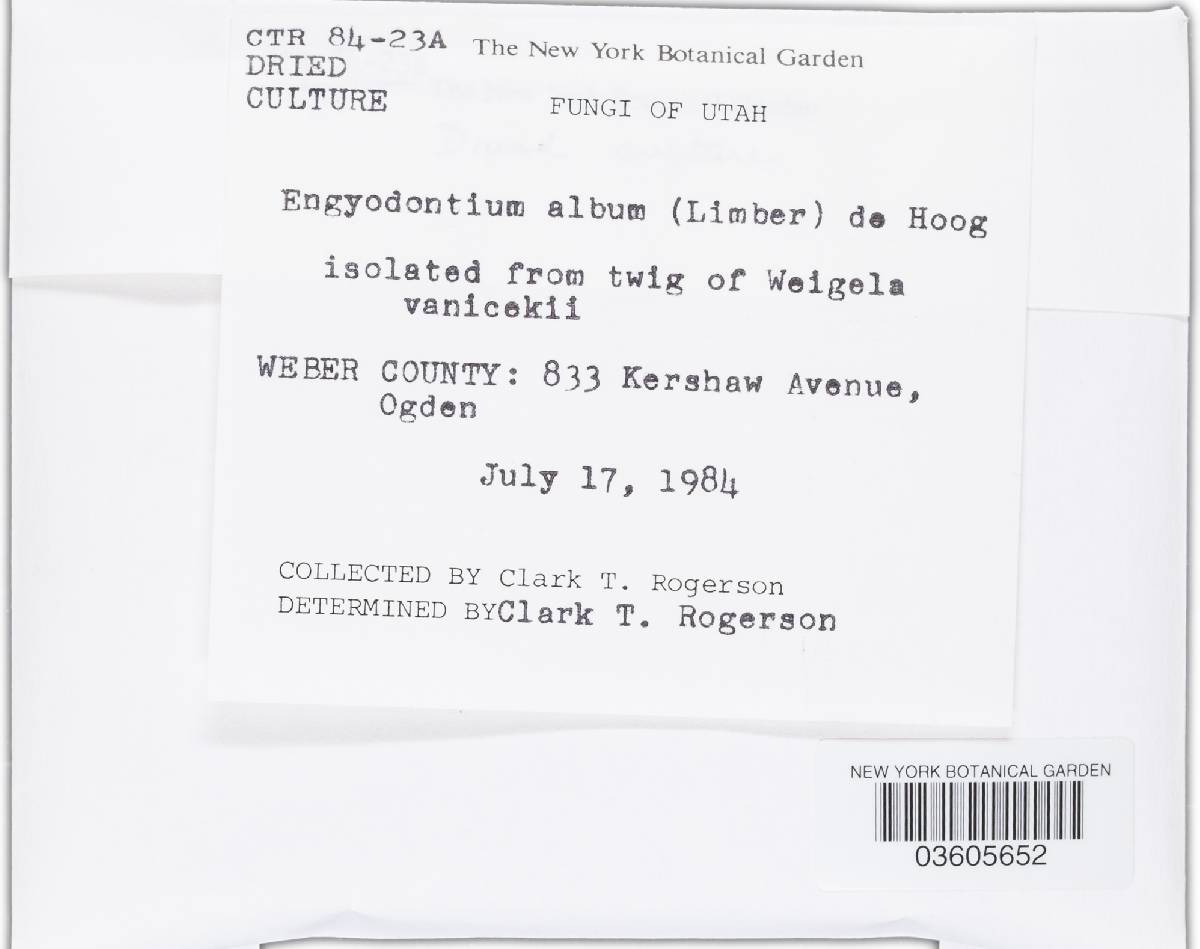 CTR 84-23A The New York Botanical Garden
DRIED
CULTURE
FUNGI OF UTAH
Engyodontium album (Limber) de Hoog
isolated from twig of Weigela
vanicekii
WEBER COUNTY: 833 Kershaw Avenue,
Ogden
July 17, 1984
COLLECTED BY Clark T. Rogerson
DETERMINED BYClark T. Rogerson
NEW YORK BOTANICAL GARDEN
03605652